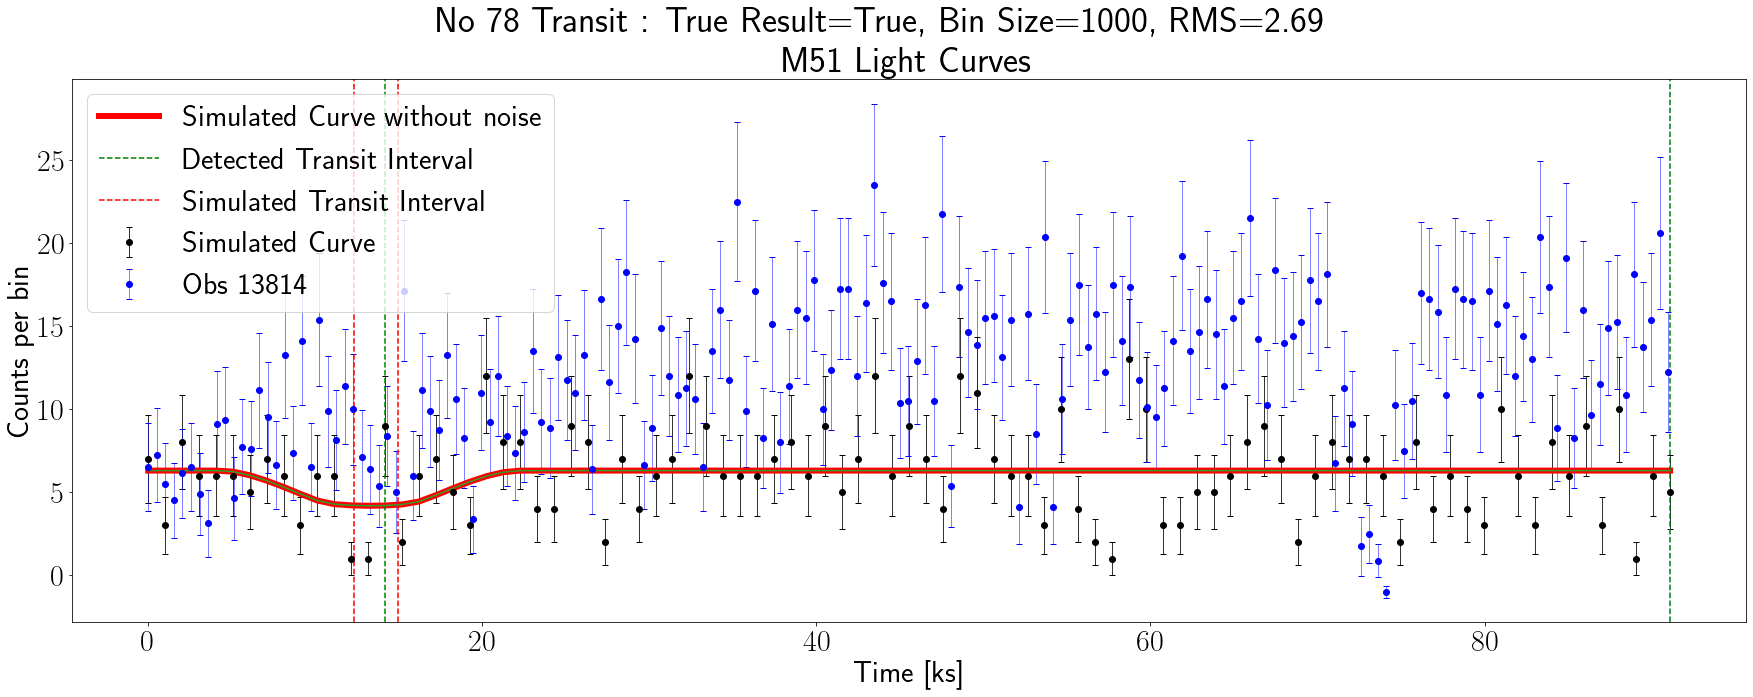 No 78 Transit : True Result=True, Bin Size=1000, RMS=2.69
M51 Light Curves
Simulated Curve without noise
Detected Transit Interval
Simulated Transit Interval
Simulated Curve
Obs 13814
Counts per bin
25
20
15
10
5
0
0 20 40 60 80
Time [ks]